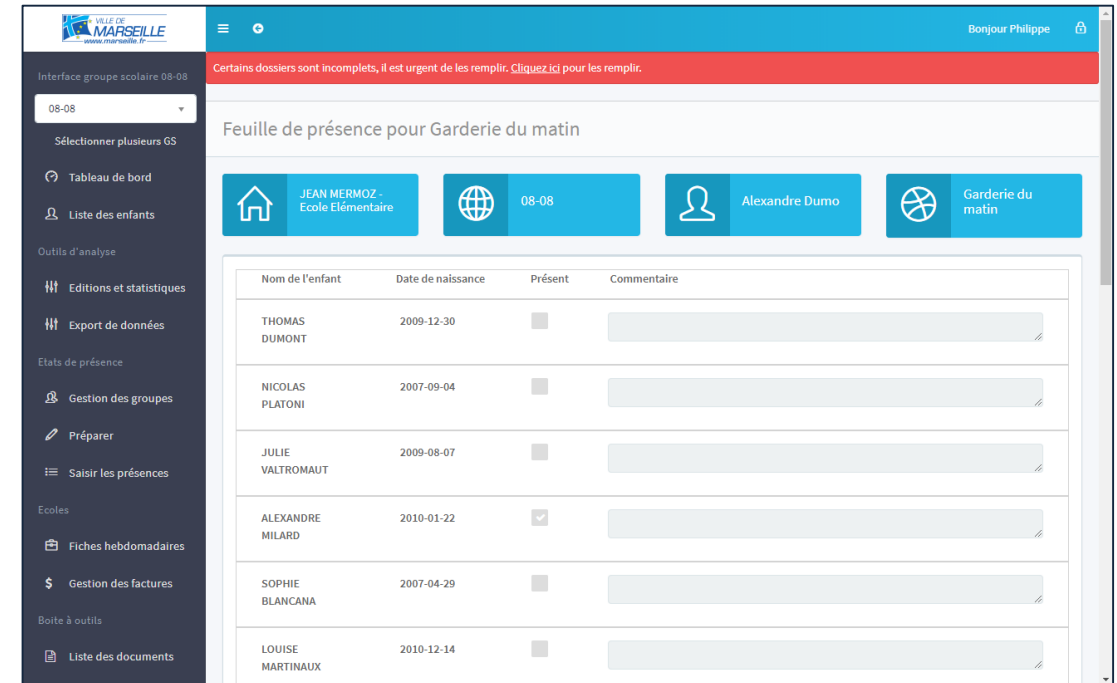 VILLE DE
MARSEILLE
www.marseille.fr
Bonjour Philippe
Certains dossiers sont incomplets, il est urgent de les remplir. Cliquez ici pour les remplir.
Interface groupe scolaire 08-08
08-08
Sélectionner plusieurs GS
Tableau de bord
Liste des enfants
Outils d'analyse
Editions et statistiques
Export de données
Etats de présence
Gestion des groupes
Préparer
Saisir les présences
Ecoles
Fiches hebdomadaires
$ Gestion des factures
Boite à outils
Liste des documents
Feuille de présence pour Garderie du matin
JEAN MERMOZ -
Ecole Elémentaire
08-08
Alexandre Dumo
Garderie du
matin
Nom de l'enfant Date de naissance Présent Commentaire
THOMAS 2009-12-30
DUMONT
NICOLAS 2007-09-04
PLATONI
JULIE 2009-08-07
VALTROMAUT
ALEXANDRE 2010-01-22
MILARD
SOPHIE 2007-04-29
BLANCANA
LOUISE 2010-12-14
MARTINAUX